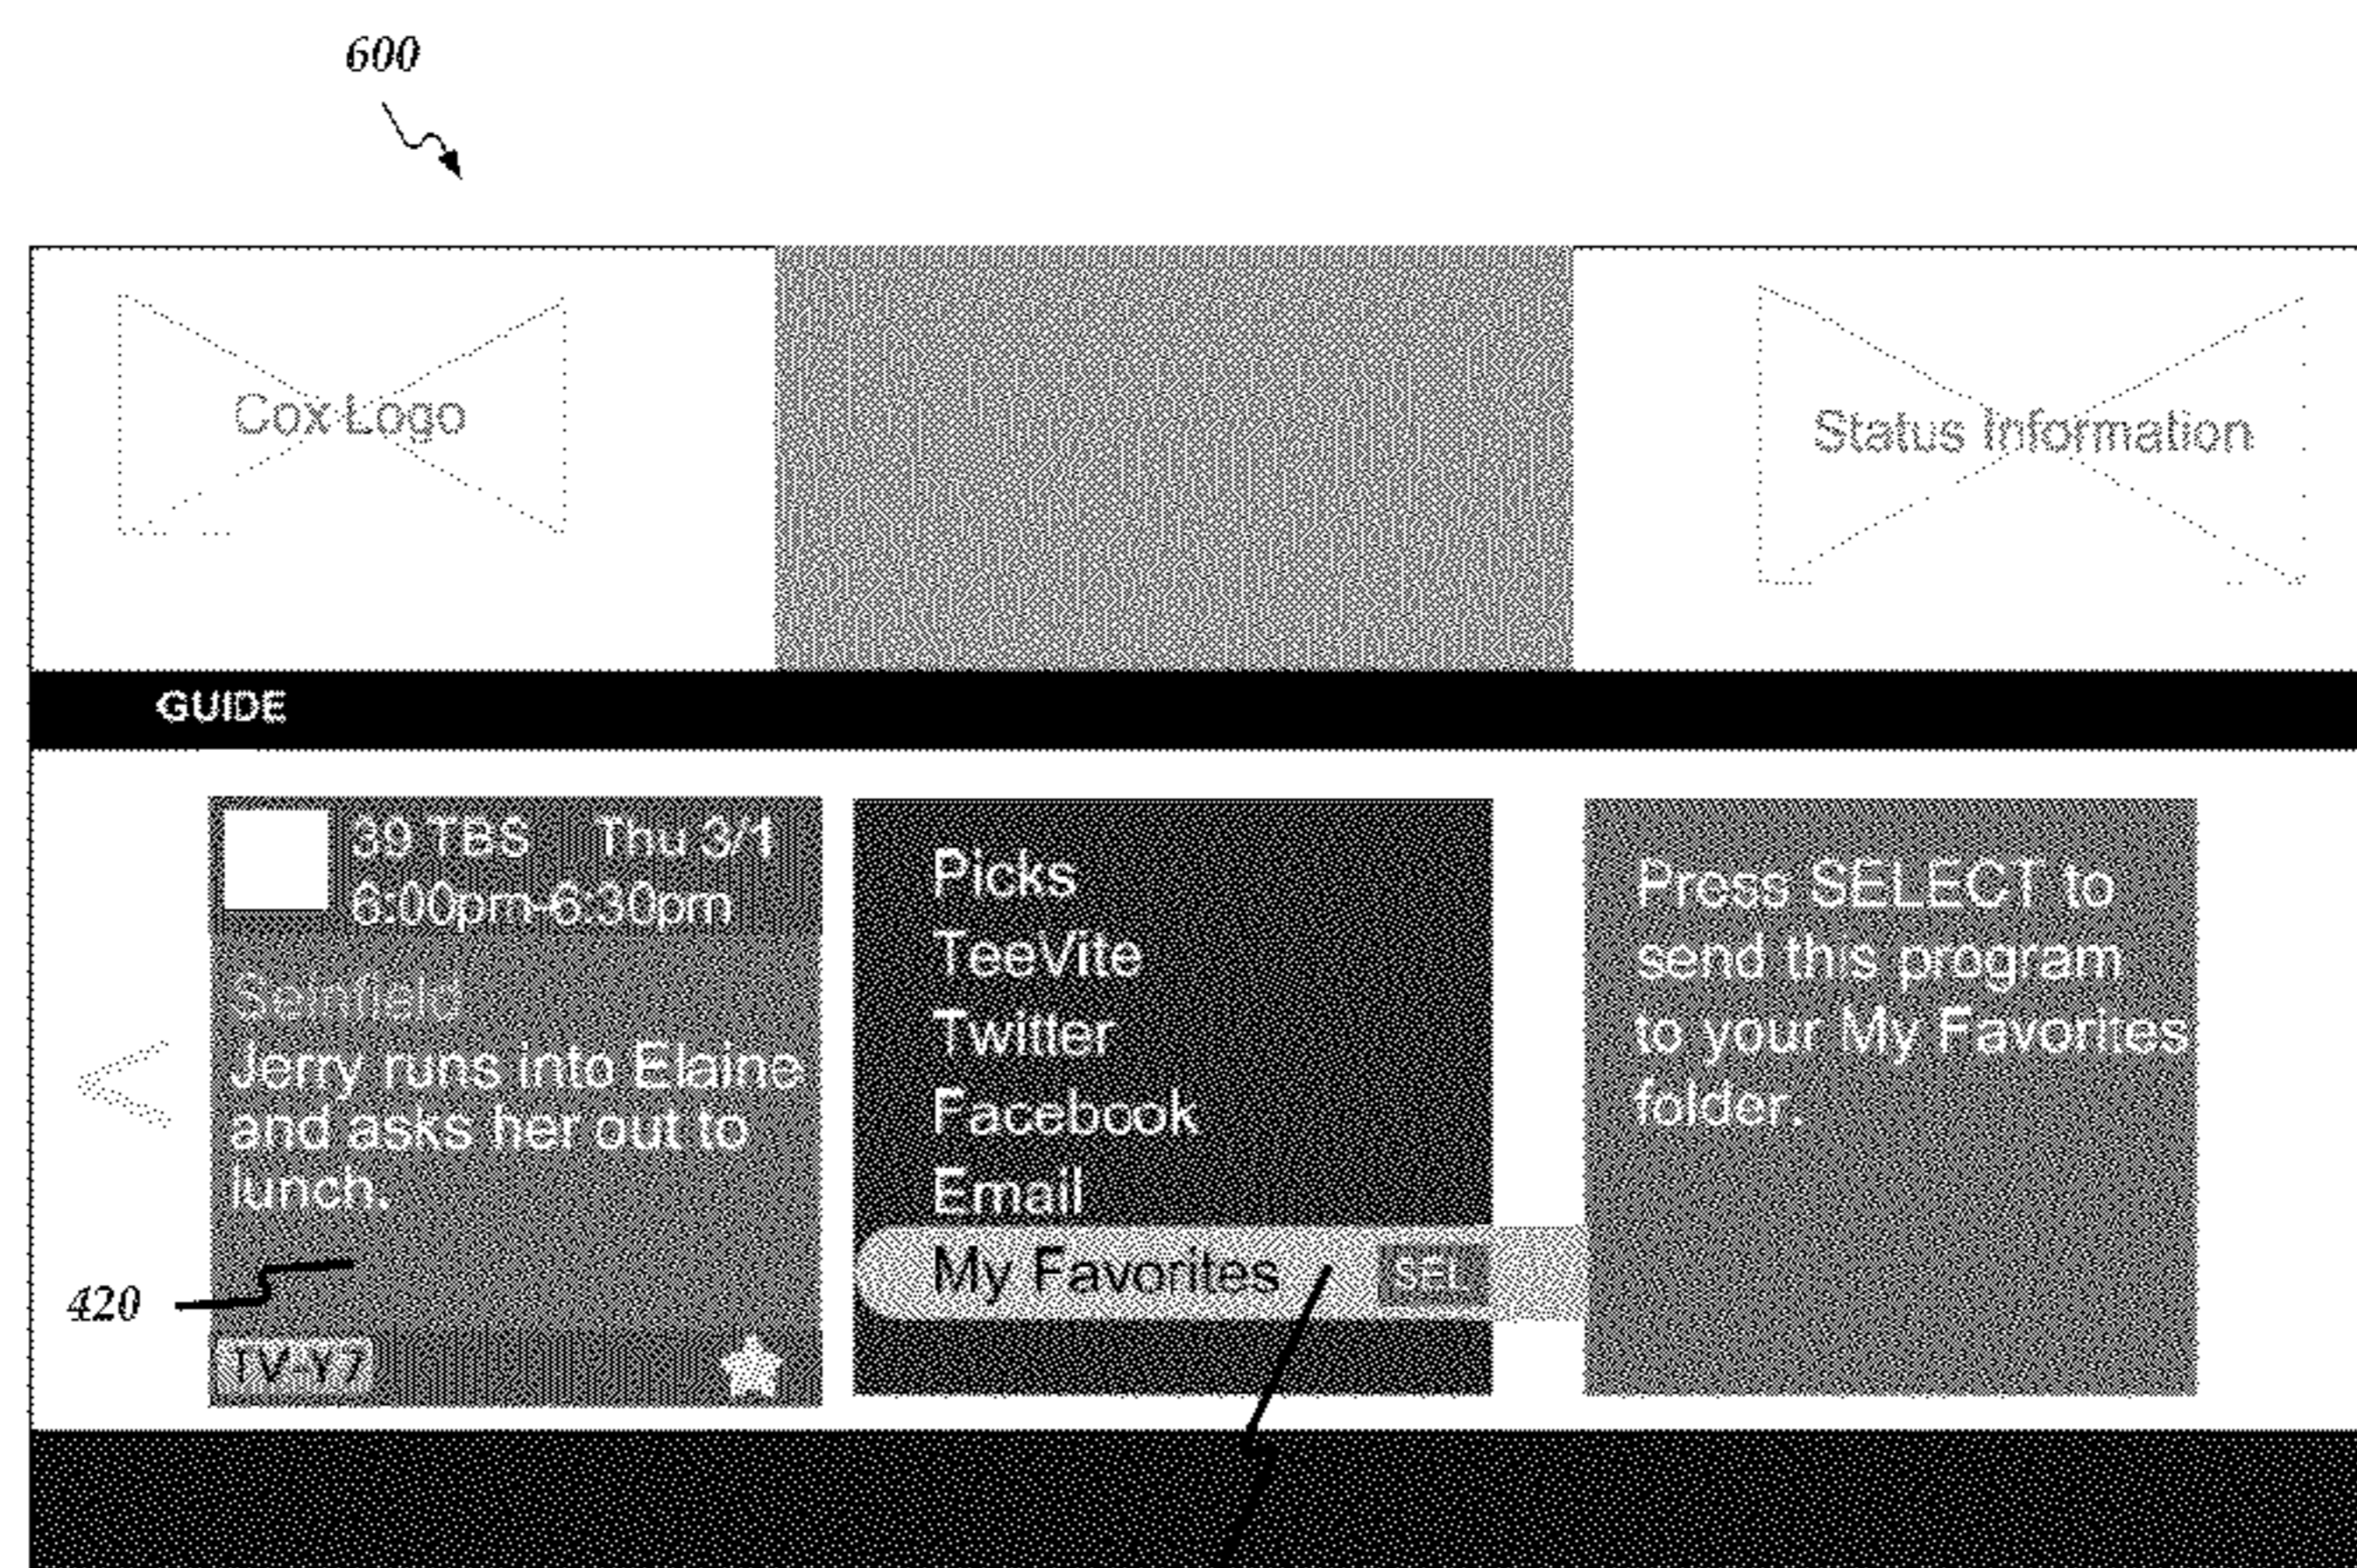 600
Cox Logo
Status Information
GUIDE
39 TBS Thu 3/1
6:00pm-6:30pm
Seinfield
Jerry runs into Elaine
and asks her out to
lunch.
420
TV-Y7
Picks
TeeVite
Twitter
Facebook
Email
My Favorites SEL
Press SELECT to
send this program
to your My Favorites
folder.